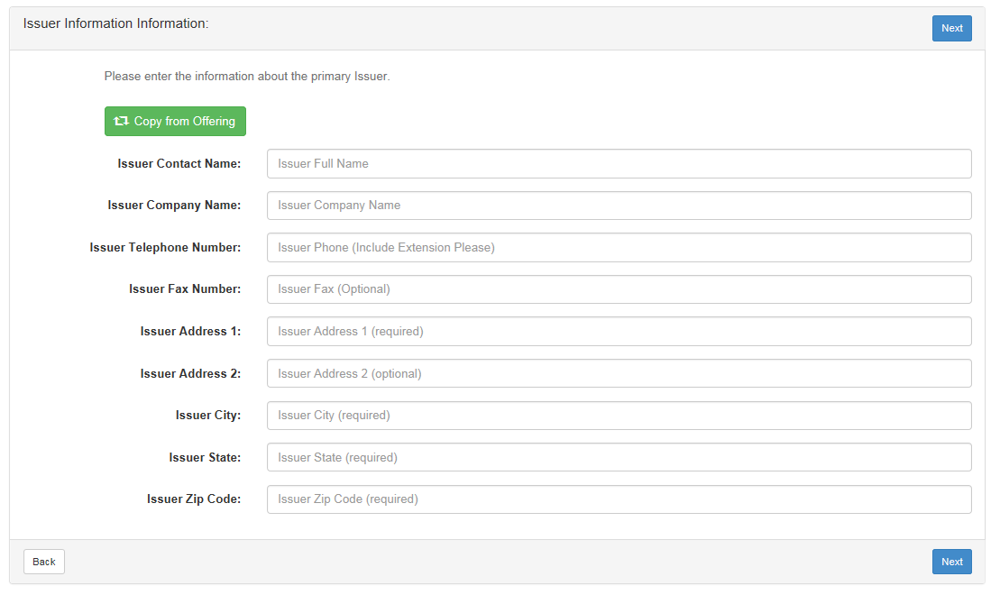 Issuer Information Information:
Next
Please enter the information about the primary Issuer.
Copy from Offering
Issuer Contact Name: Issuer Full Name
Issuer Company Name: Issuer Company Name
Issuer Telephone Number: Issuer Phone (Include Extension Please)
Issuer Fax Number: Issuer Fax (Optional)
Issuer Address 1: Issuer Address 1 (required)
Issuer Address 2: Issuer Address 2 (optional)
Issuer City: Issuer City (required)
Issuer State: Issuer State (required)
Issuer Zip Code: Issuer Zip Code (required)
Back
Next